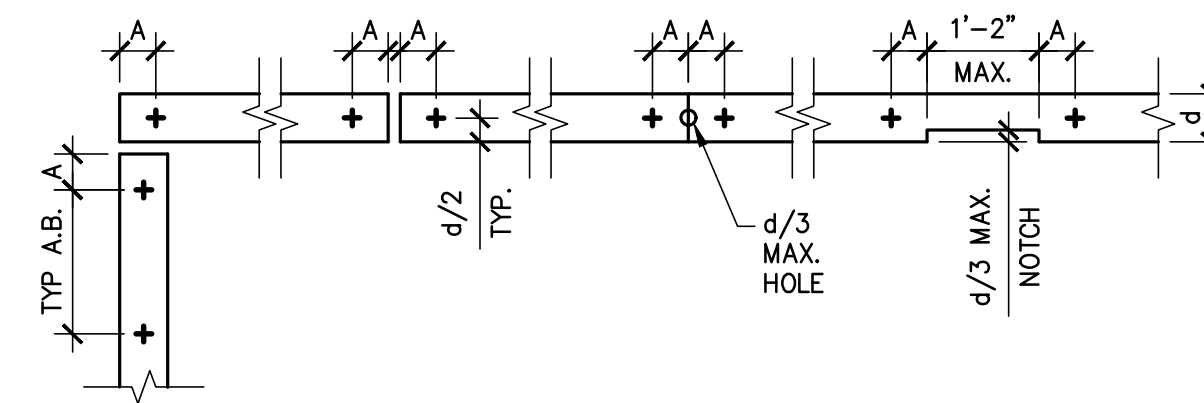 A
A
A
A
A
A
1'-2"
MAX.
A
d
A
TYP A.B.
d/2
TYP.
d/3
MAX.
HOLE
d/3 MAX.
NOTCH